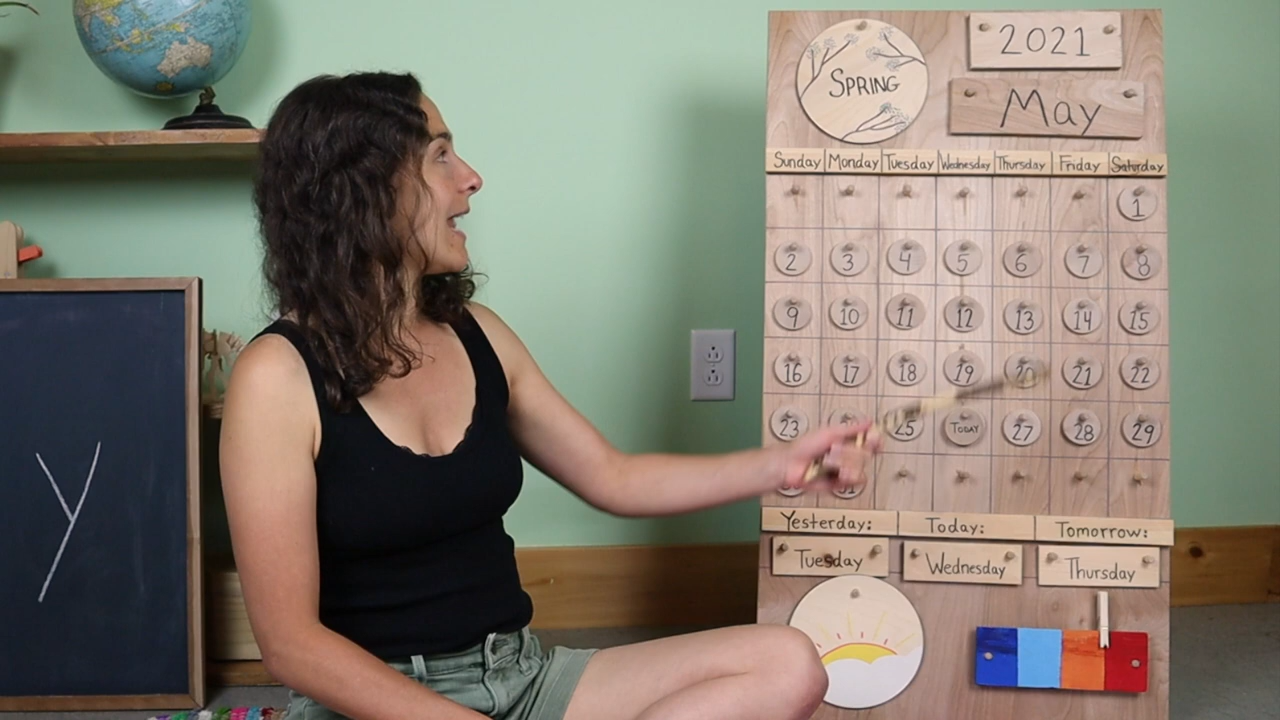 2021
SPRING
May
Sunday Monday Tuesday Wednesday Thursday Friday Saturday
1
2 3 4 5 6 7 8
9 10 11 12 13 14 15
16 17 18 19 20 21 22
23 25 TODAY 27 28 29
31
Yesterday: Today: Tomorrow:
Tuesday Wednesday Thursday
y